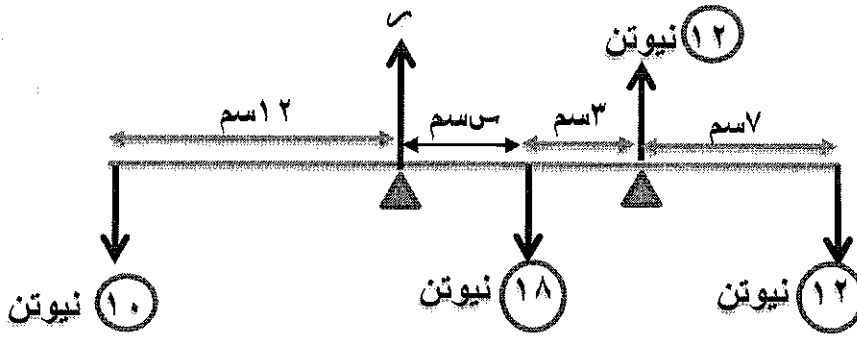 ١٢ نيوتن
٧سم ٣سم س سم ١٢سم
١٢ نيوتن ١٨ نيوتن ١٠ نيوتن